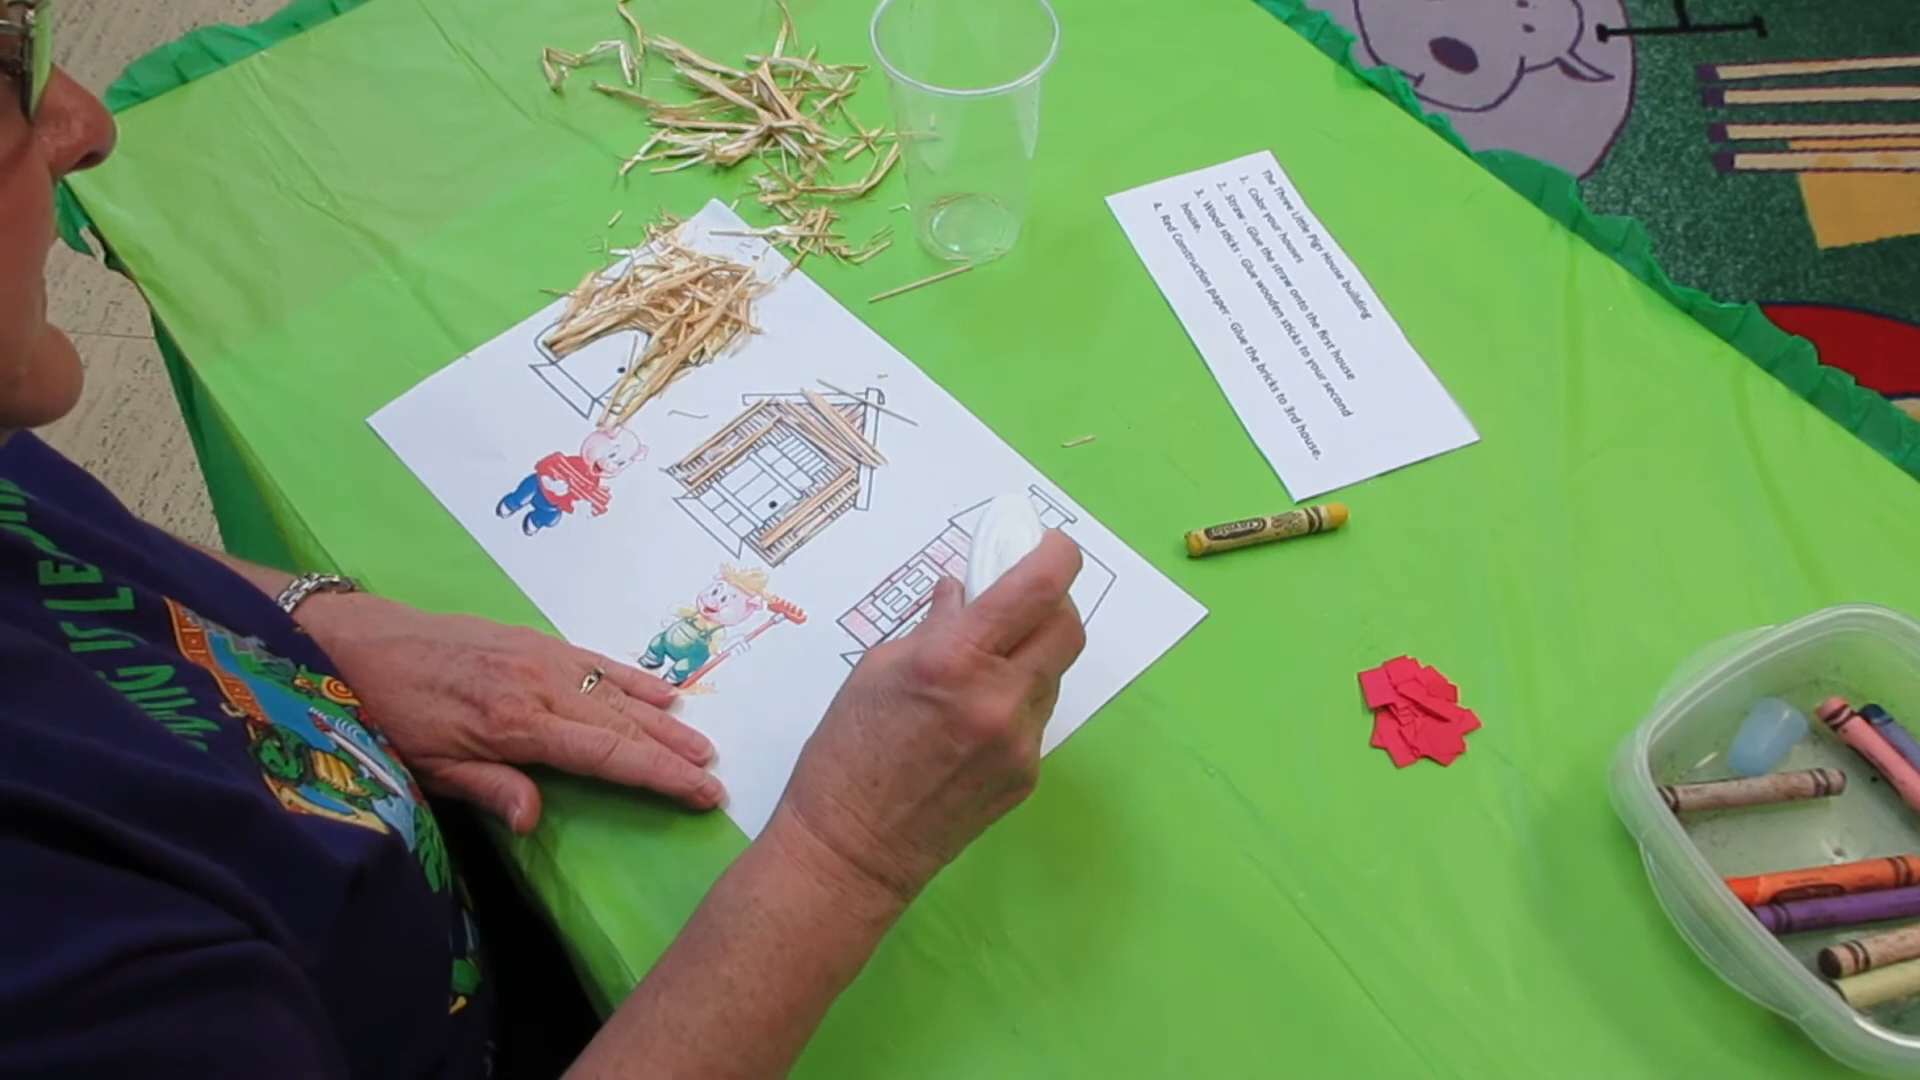 The Three Little Pigs House building
1. Color your houses
2. Straw - Glue the straw onto the first house
3. Wood sticks - Glue wooden sticks to your second
house.
4. Red Construction paper - Glue the bricks to 3rd house.
Crayola